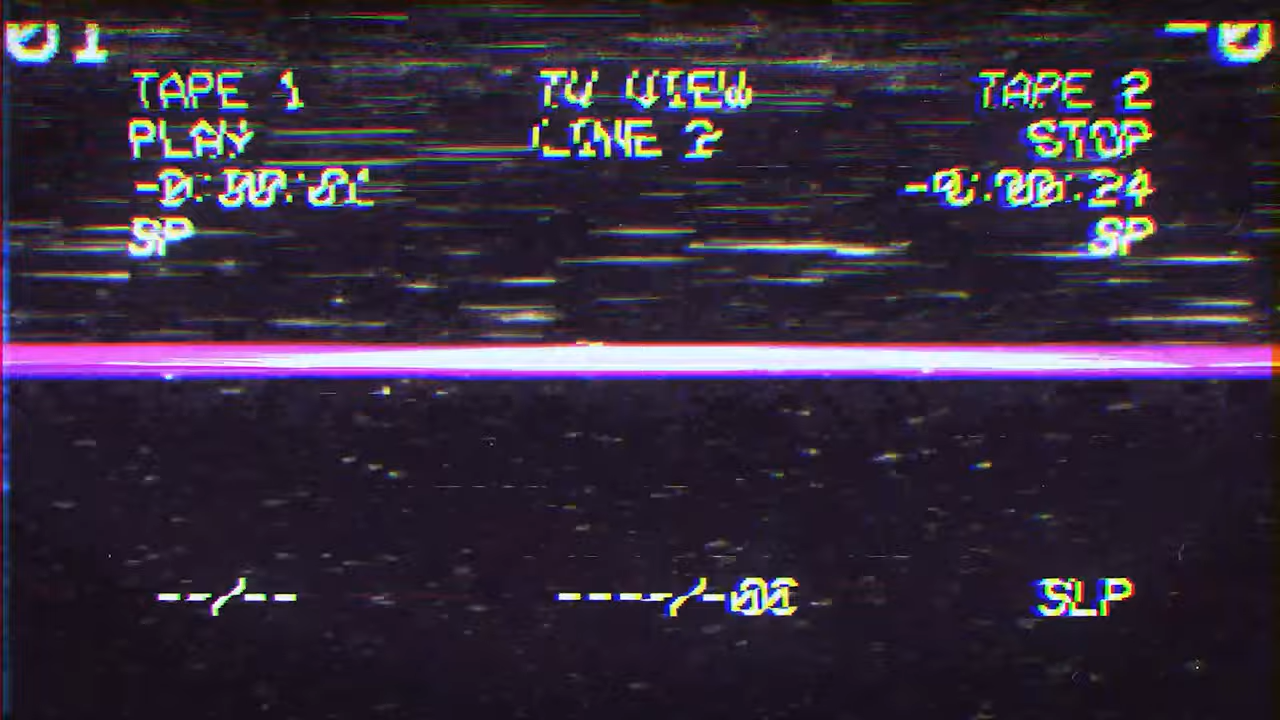 01 -0
TAPE 1 TV VIEW TAPE 2
PLAY LINE 2 STOP
-0:00:01 -0:00:24
SP SP
--/-- SLP